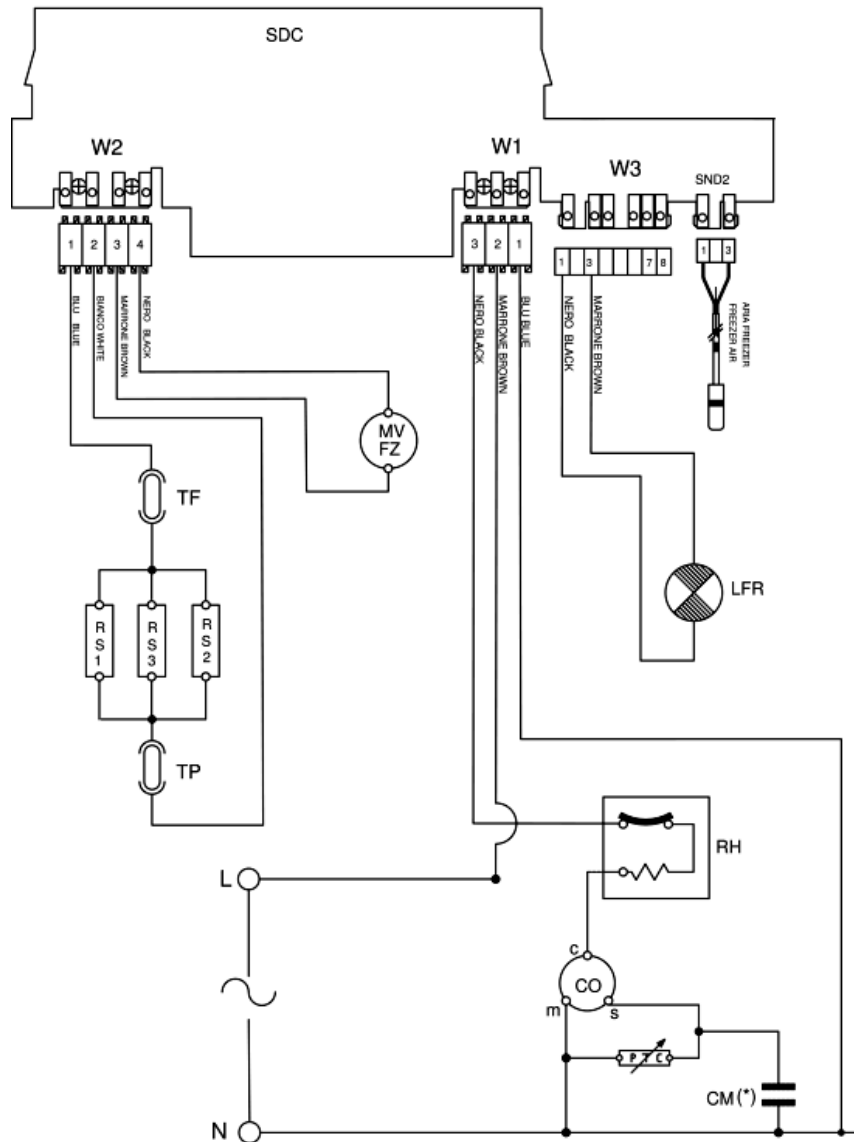 SDC
W2
W1
W3
SND2
1
2
3
4
3
2
1
1
3
7
8
1
3
BLU BLUE
BIANCO WHITE
MARRONE BROWN
NERO BLACK
NERO BLACK
MARRONE BROWN
BLU BLUE
NERO BLACK
MARRONE BROWN
ARIA FREEZER
FREEZER AIR
MV
FZ
TF
RS1
RS3
RS2
TP
LFR
RH
L
C
CO
m
s
PTC
CM (*)
N